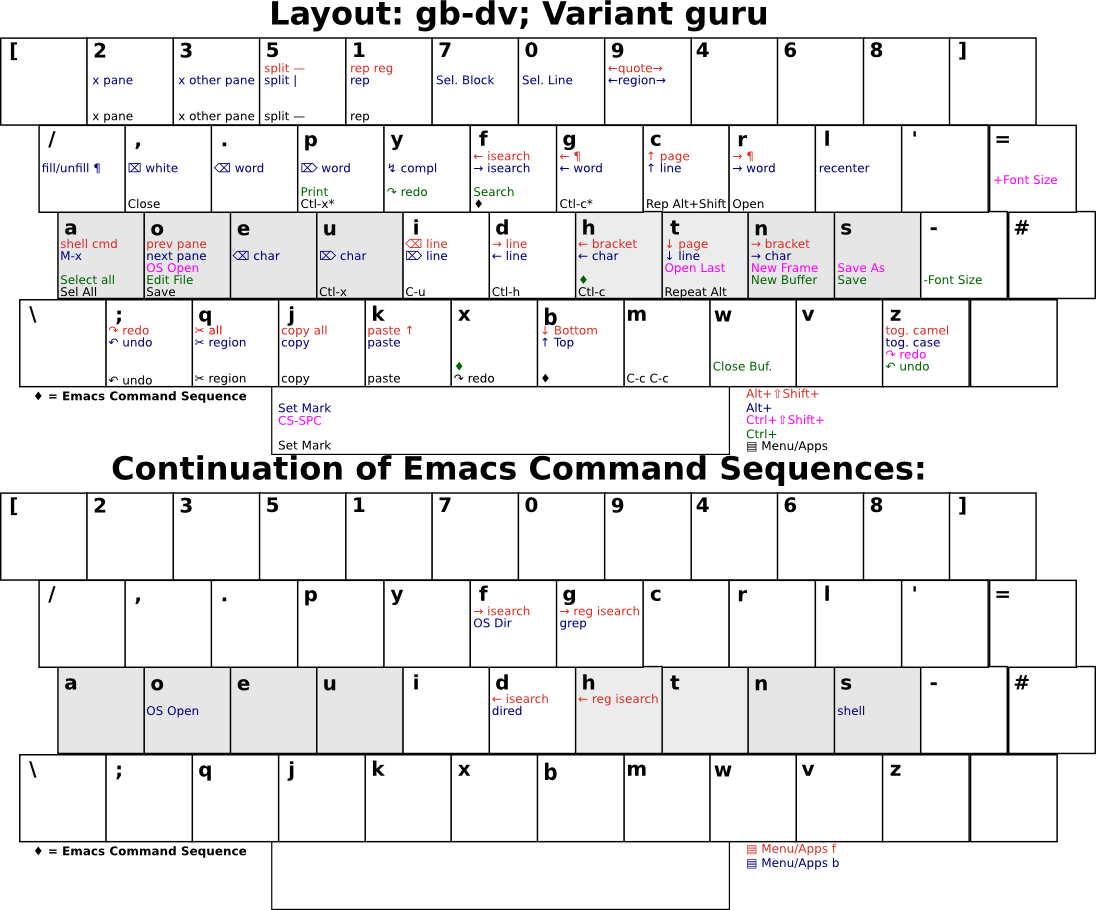 Layout: gb-dv; Variant guru
[ 2 3 5 1 7 0 9 4 6 8 ]
split — rep reg ←quote→
x pane x other pane split | rep Sel. Block Sel. Line ←region→
x pane x other pane split — rep
/ , . p y f g c r l ' =
← isearch ← ¶ ↑ page → ¶
fill/unfill ¶ ⌧ white ⌫ word ⌦ word ↯ compl → isearch ← word ↑ line → word recenter
+Font Size
Print ↷ redo Search
Close Ctl-x* ♦ Ctl-c* Rep Alt+Shift Open
a o e u i d h t n s - #
shell cmd prev pane ⌫ line → line ← bracket ↓ page → bracket
M-x next pane ⌫ char ⌦ char ⌦ line ← line ← char ↓ line → char
OS Open Open Last New Frame Save As
Select all Edit File ♦ New Buffer Save -Font Size
Sel All Save Ctl-x C-u Ctl-h Ctl-c Repeat Alt
\ ; q j k x b m w v z
↷ redo ✂ all copy all paste ↑ ↓ Bottom tog. camel
↶ undo ✂ region copy paste ↑ Top tog. case
↷ redo
♦ Close Buf. ↶ undo
↶ undo ✂ region copy paste ↷ redo ♦ C-c C-c
♦ = Emacs Command Sequence
Set Mark
CS-SPC
Set Mark
Alt+⇧Shift+
Alt+
Ctrl+⇧Shift+
Ctrl+
▤ Menu/Apps
Continuation of Emacs Command Sequences:
[ 2 3 5 1 7 0 9 4 6 8 ]
/ , . p y f g c r l ' =
→ isearch → reg isearch
OS Dir grep
a o e u i d h t n s - #
← isearch ← reg isearch
OS Open dired shell
\ ; q j k x b m w v z
♦ = Emacs Command Sequence
▤ Menu/Apps f
▤ Menu/Apps b